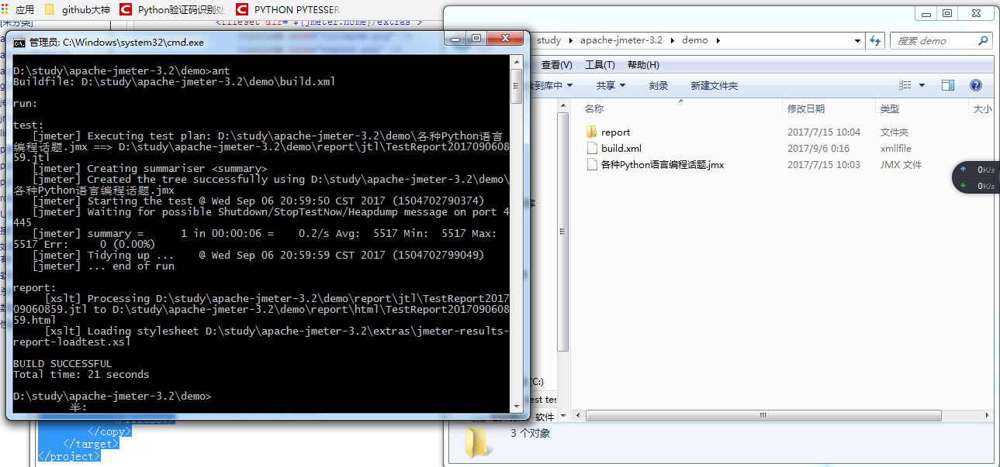 应用 github大神 Python验证码识别处 PYTHON PYTESSER
[未分类]
<fileset dir="${jmeter.home}/extras">
管理员: C:\Windows\system32\cmd.exe
D:\study\apache-jmeter-3.2\demo>ant
Buildfile: D:\study\apache-jmeter-3.2\demo\build.xml
run:
test:
[jmeter] Executing test plan: D:\study\apache-jmeter-3.2\demo\各种Python语言
编程话题.jmx ==> D:\study\apache-jmeter-3.2\demo\report\jtl\TestReport2017090608
59.jtl
[jmeter] Creating summariser <summary>
[jmeter] Created the tree successfully using D:\study\apache-jmeter-3.2\demo\
各种Python语言编程话题.jmx
[jmeter] Starting the test @ Wed Sep 06 20:59:50 CST 2017 (1504702790374)
[jmeter] Waiting for possible Shutdown/StopTestNow/Heapdump message on port 4
445
[jmeter] summary =      1 in 00:00:06 =    0.2/s Avg:  5517 Min:  5517 Max:
5517 Err:     0 (0.00%)
[jmeter] Tidying up ...    @ Wed Sep 06 20:59:59 CST 2017 (1504702799049)
[jmeter] ... end of run
report:
[xslt] Processing D:\study\apache-jmeter-3.2\demo\report\jtl\TestReport2017
09060859.jtl to D:\study\apache-jmeter-3.2\demo\report\html\TestReport2017090608
59.html
[xslt] Loading stylesheet D:\study\apache-jmeter-3.2\extras\jmeter-results-
report-loadtest.xsl
BUILD SUCCESSFUL
Total time: 21 seconds
D:\study\apache-jmeter-3.2\demo>
半:
</copy>
</target>
</project>
study apache-jmeter-3.2 demo 搜索 demo
查看(V) 工具(T) 帮助(H)
到库中 共享 刻录 新建文件夹
名称 修改日期 类型 大小
report 2017/7/15 10:04 文件夹
build.xml 2017/9/6 0:16 xmlfile
各种Python语言编程话题.jmx 2017/7/15 10:03 JMX 文件
0K/s
0K/s
(C:)
est tes
软件
3 个对象